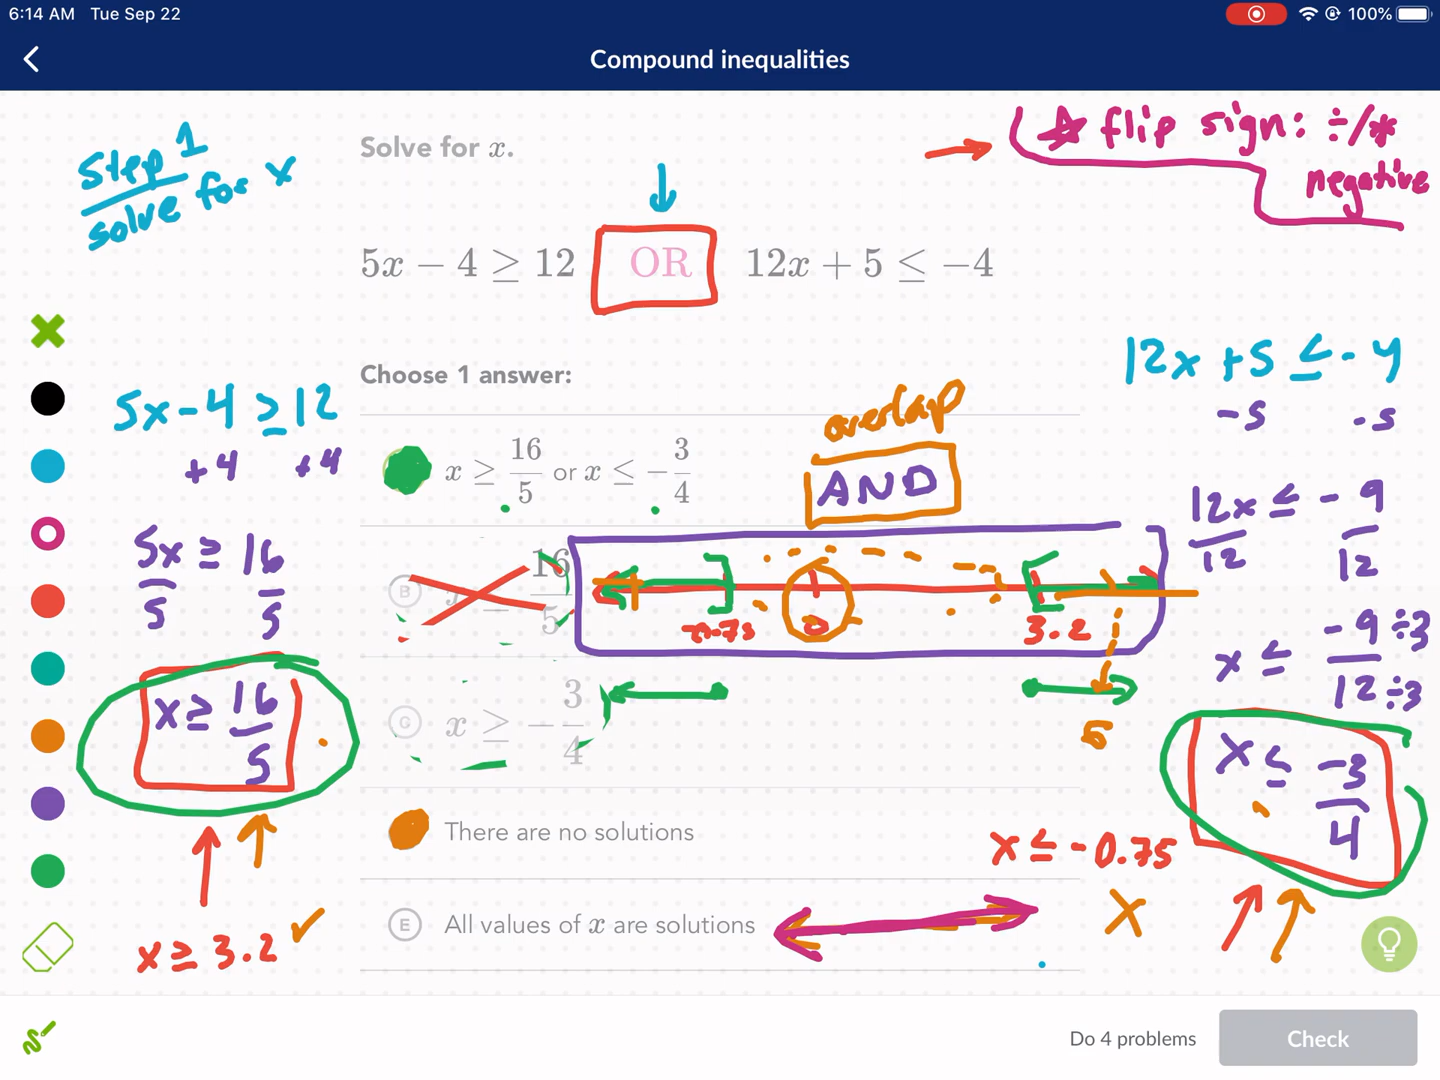 6:14 AM Tue Sep 22
100%
Compound inequalities
Step 1
solve for x
Solve for x.
☆ flip sign: ÷/*
negative
5x − 4 ≥ 12 OR 12x + 5 ≤ −4
Choose 1 answer:
5x-4 ≥ 12
+4 +4
5x ≥ 16
5 5
x ≥ 16/5
x ≥ 3.2 ✓
x ≥ 16/5 or x ≤ −3/4
overlap
AND
B
16
5
0
3.2
x ≥ −3/4
5
There are no solutions
E All values of x are solutions
12x +5 ≤ -4
-5 -5
12x ≤ -9
12 12
x ≤ -9 ÷3
12 ÷3
x ≤ -3/4
x ≤ -0.75
X
Do 4 problems
Check